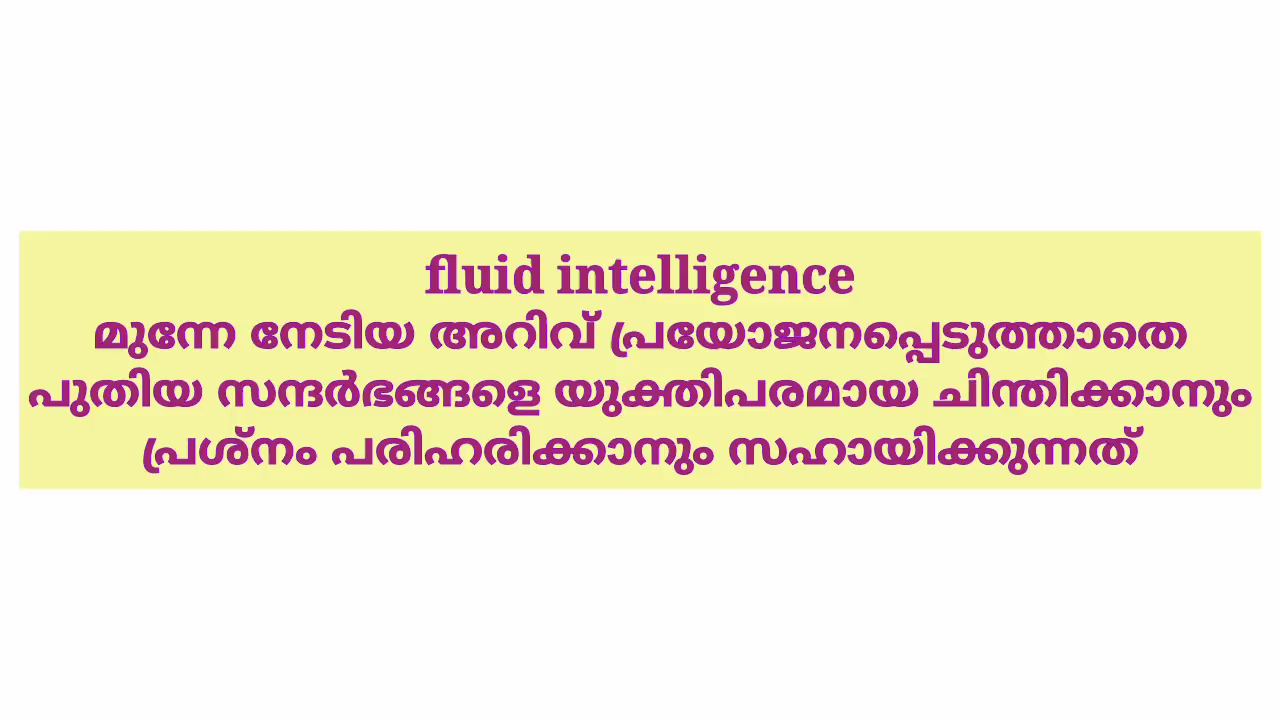 fluid intelligence
മുന്നേ നേടിയ അറിവ് പ്രയോജനപ്പെടുത്താതെ
പുതിയ സന്ദർഭങ്ങളെ യുക്തിപരമായ ചിന്തിക്കാനും
പ്രശ്നം പരിഹരിക്കാനും സഹായിക്കുന്നത്